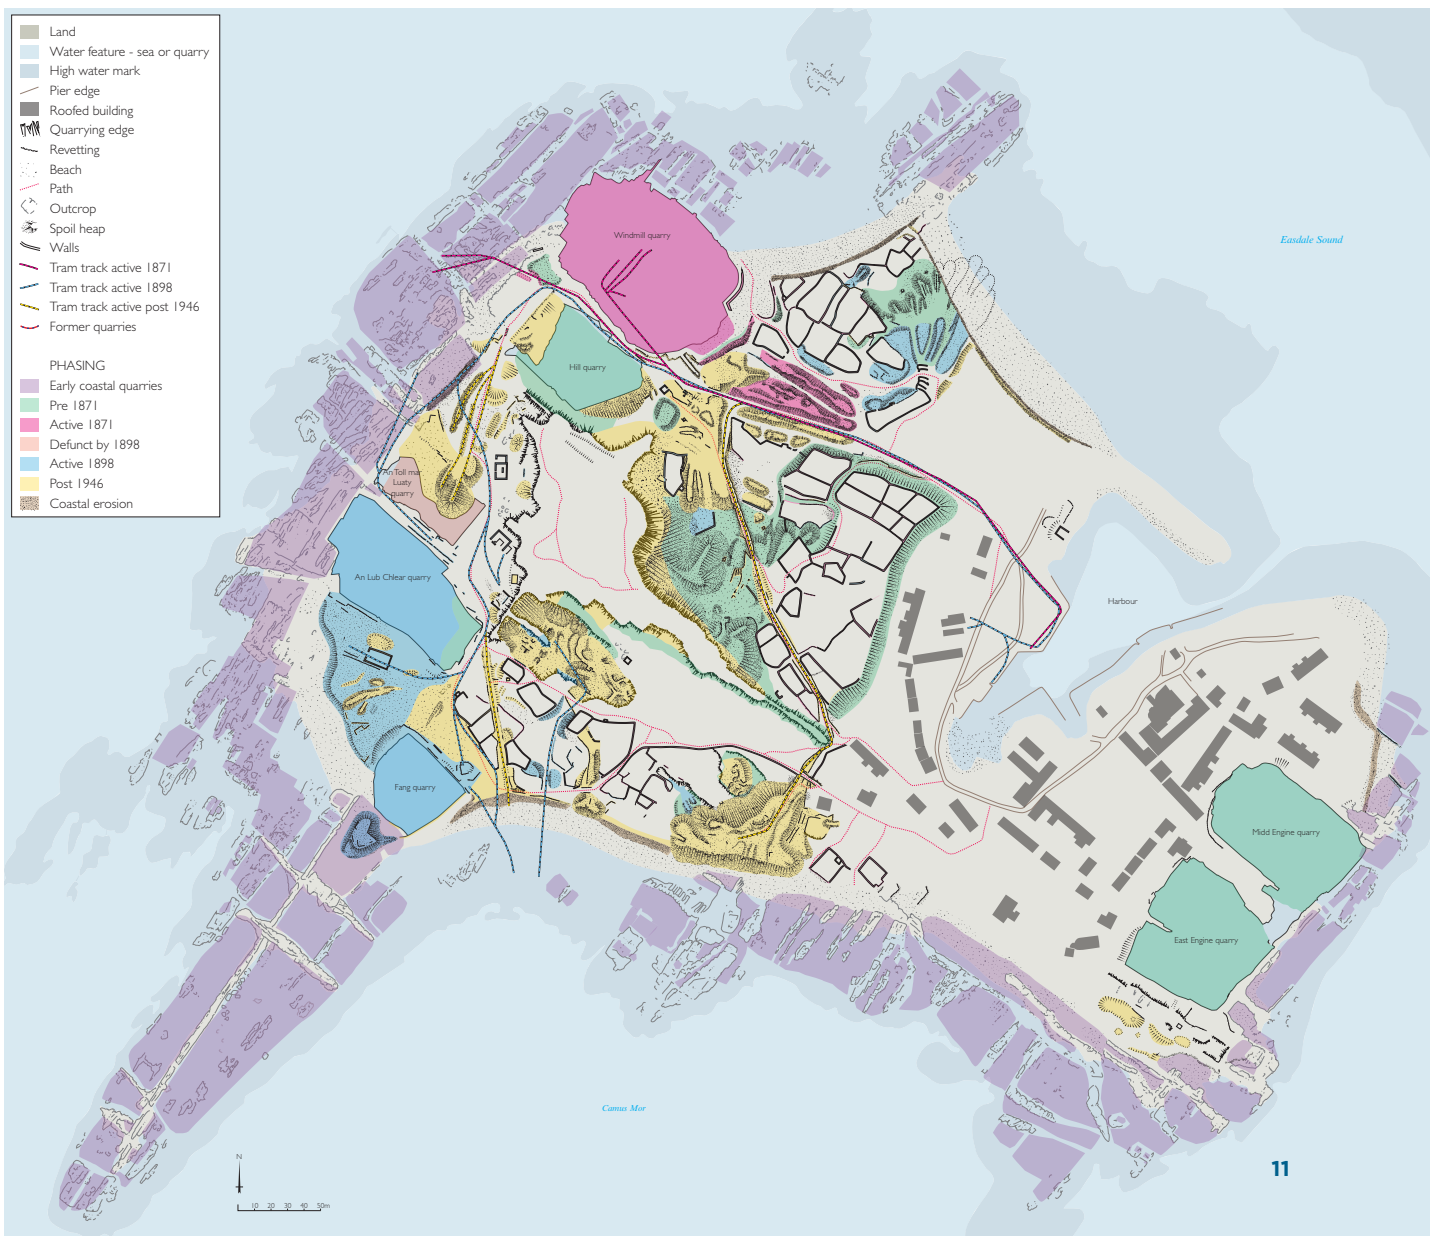 Land
Water feature - sea or quarry
High water mark
Pier edge
Roofed building
Quarrying edge
Revetting
Beach
Path
Outcrop
Spoil heap
Walls
Tram track active 1871
Tram track active 1898
Tram track active post 1946
Former quarries
PHASING
Early coastal quarries
Pre 1871
Active 1871
Defunct by 1898
Active 1898
Post 1946
Coastal erosion
Windmill quarry
Easdale Sound
Hill quarry
An Toll mar
Luaty
quarry
An Lub Chlear quarry
Harbour
Fang quarry
Midd Engine quarry
East Engine quarry
Camus Mor
N
10 20 30 40 50m
11